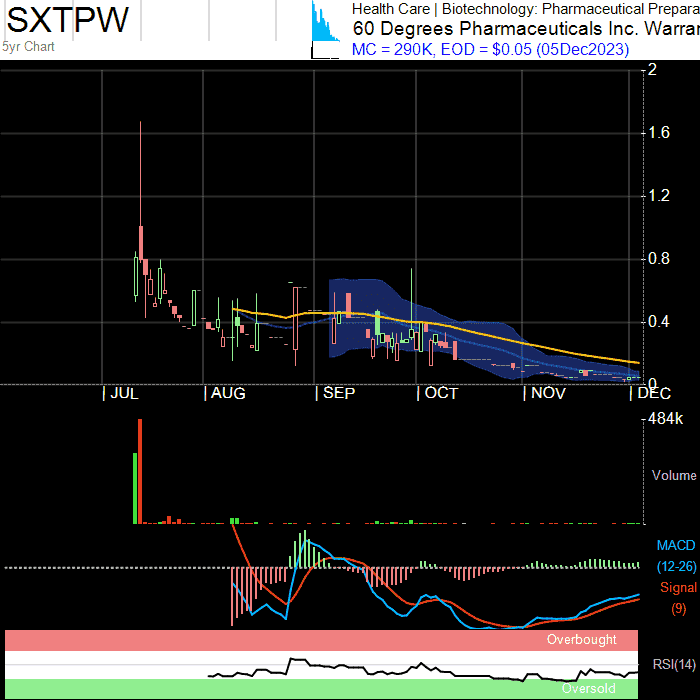 SXTPW
5yr Chart
Health Care | Biotechnology: Pharmaceutical Prepara
60 Degrees Pharmaceuticals Inc. Warrar
MC = 290K, EOD = $0.05 (05Dec2023)
2
1.6
1.2
0.8
0.4
0
| JUL | AUG | SEP | OCT | NOV | DEC
484k
Volume
MACD
(12-26)
Signal
(9)
Overbought
RSI(14)
Oversold